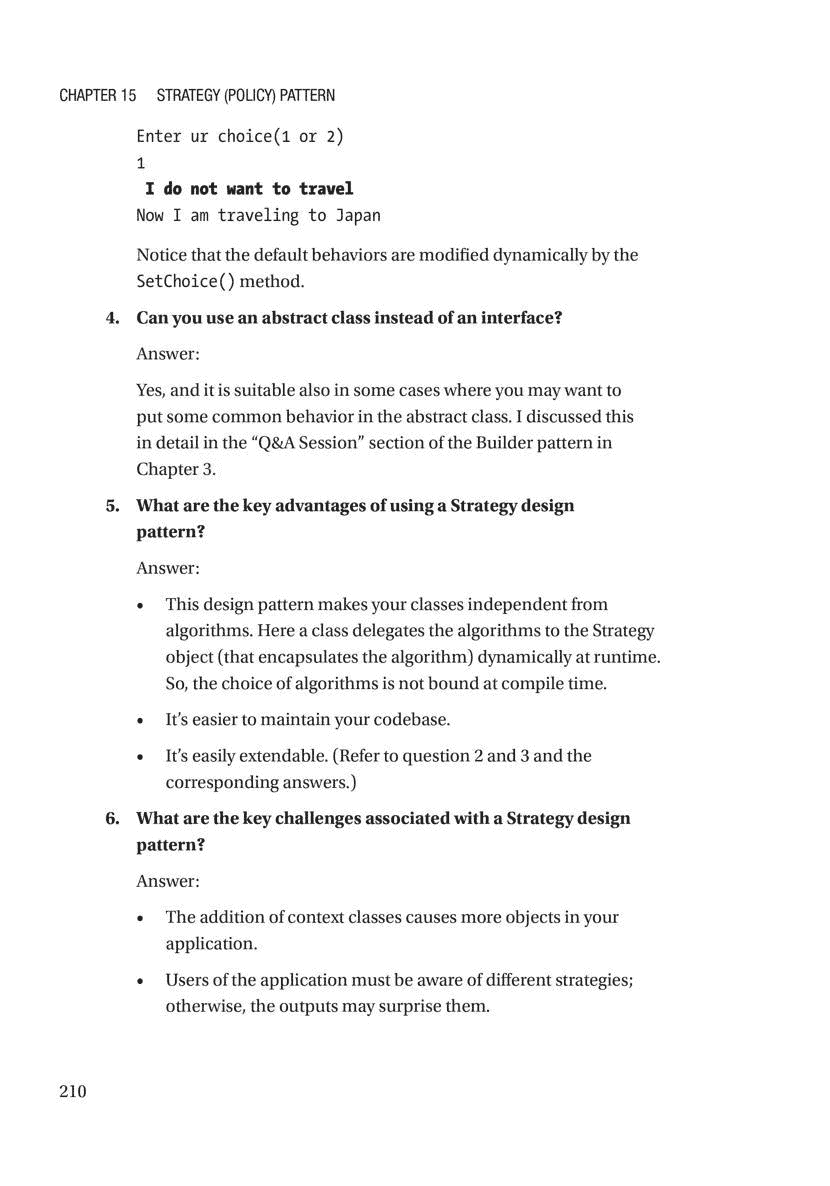 CHAPTER 15 STRATEGY (POLICY) PATTERN
Enter ur choice(1 or 2)
1
I do not want to travel
Now I am traveling to Japan
Notice that the default behaviors are modified dynamically by the
SetChoice() method.
4. Can you use an abstract class instead of an interface?
Answer:
Yes, and it is suitable also in some cases where you may want to
put some common behavior in the abstract class. I discussed this
in detail in the “Q&A Session” section of the Builder pattern in
Chapter 3.
5. What are the key advantages of using a Strategy design
pattern?
Answer:
• This design pattern makes your classes independent from
algorithms. Here a class delegates the algorithms to the Strategy
object (that encapsulates the algorithm) dynamically at runtime.
So, the choice of algorithms is not bound at compile time.
• It’s easier to maintain your codebase.
• It’s easily extendable. (Refer to question 2 and 3 and the
corresponding answers.)
6. What are the key challenges associated with a Strategy design
pattern?
Answer:
• The addition of context classes causes more objects in your
application.
• Users of the application must be aware of different strategies;
otherwise, the outputs may surprise them.
210